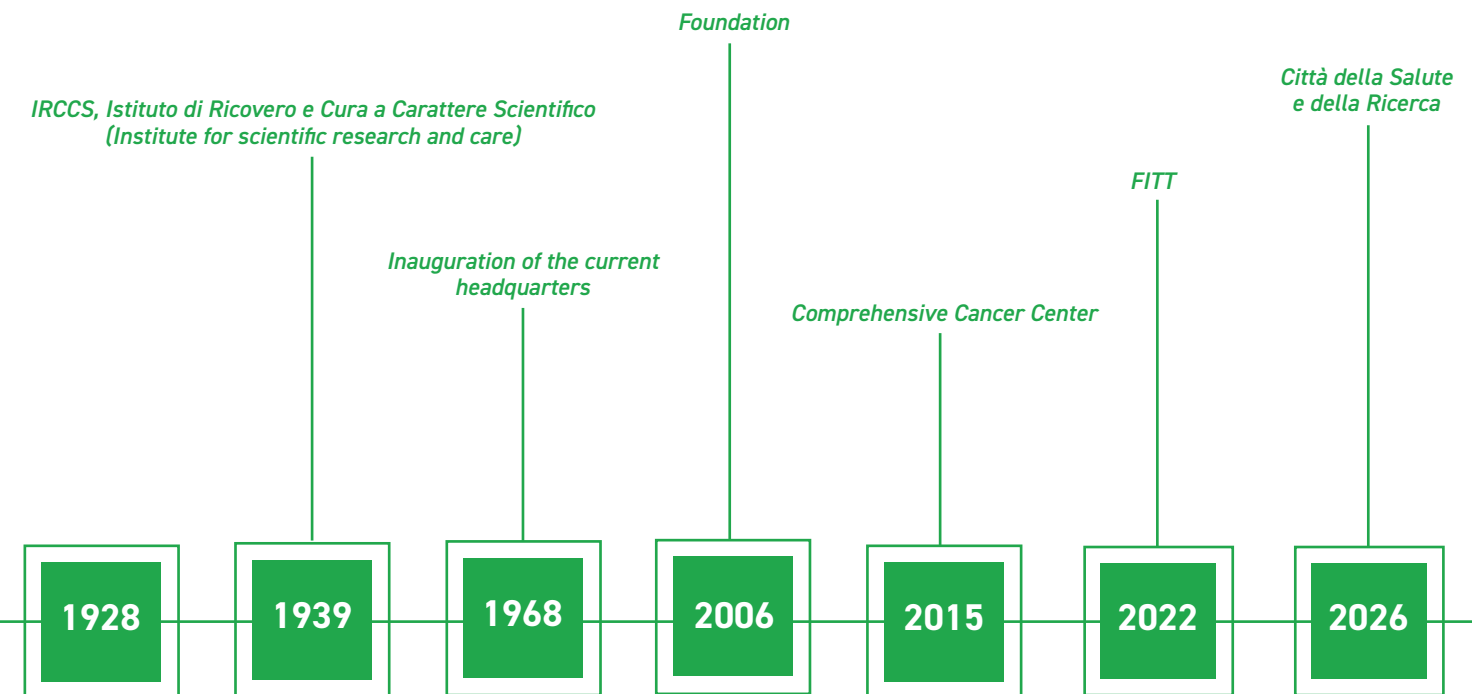 Foundation
Città della Salute
e della Ricerca
IRCCS, Istituto di Ricovero e Cura a Carattere Scientifico
(Institute for scientific research and care)
FITT
Inauguration of the current
headquarters
Comprehensive Cancer Center
1928
1939
1968
2006
2015
2022
2026